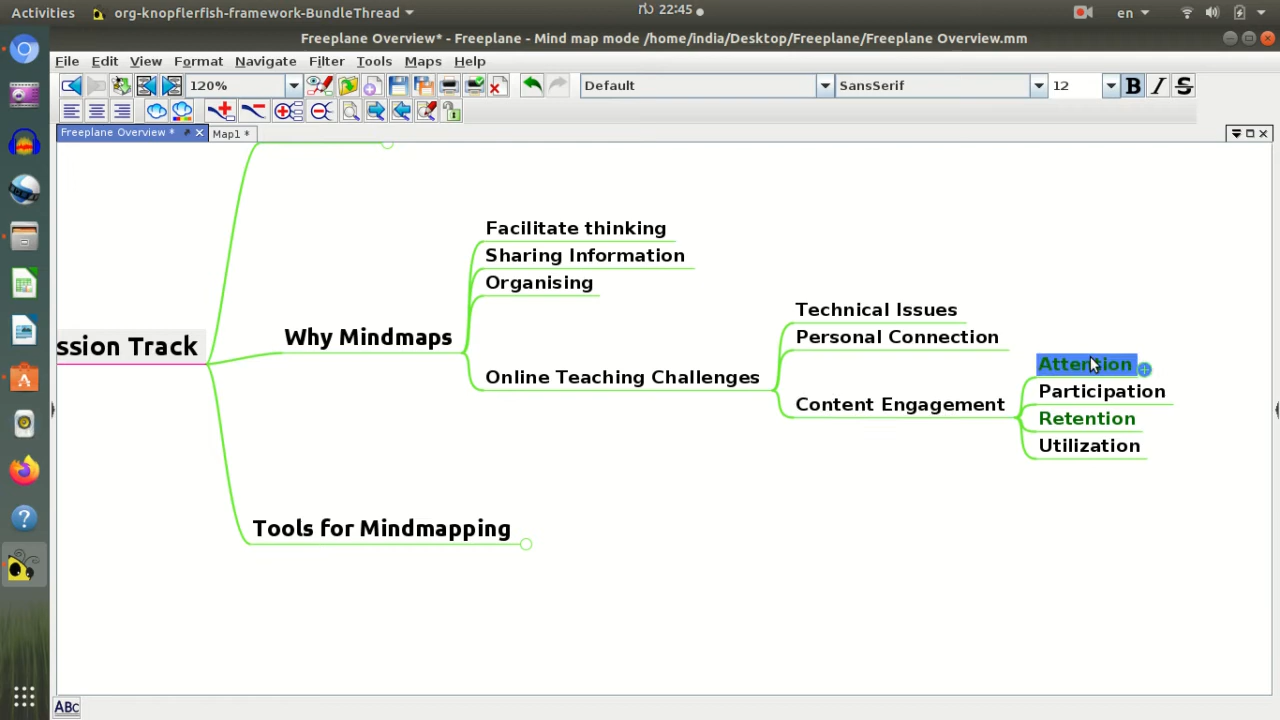 Activities org-knopflerfish-framework-BundleThread 22:45 en
Freeplane Overview* - Freeplane - Mind map mode /home/india/Desktop/Freeplane/Freeplane Overview.mm
File Edit View Format Navigate Filter Tools Maps Help
120% Default SansSerif 12 B I S
Freeplane Overview * Map1 *
Facilitate thinking
Sharing Information
Organising
Technical Issues
Why Mindmaps
Personal Connection
ssion Track
Attention
Online Teaching Challenges
Participation
Content Engagement
Retention
Utilization
Tools for Mindmapping
ABC